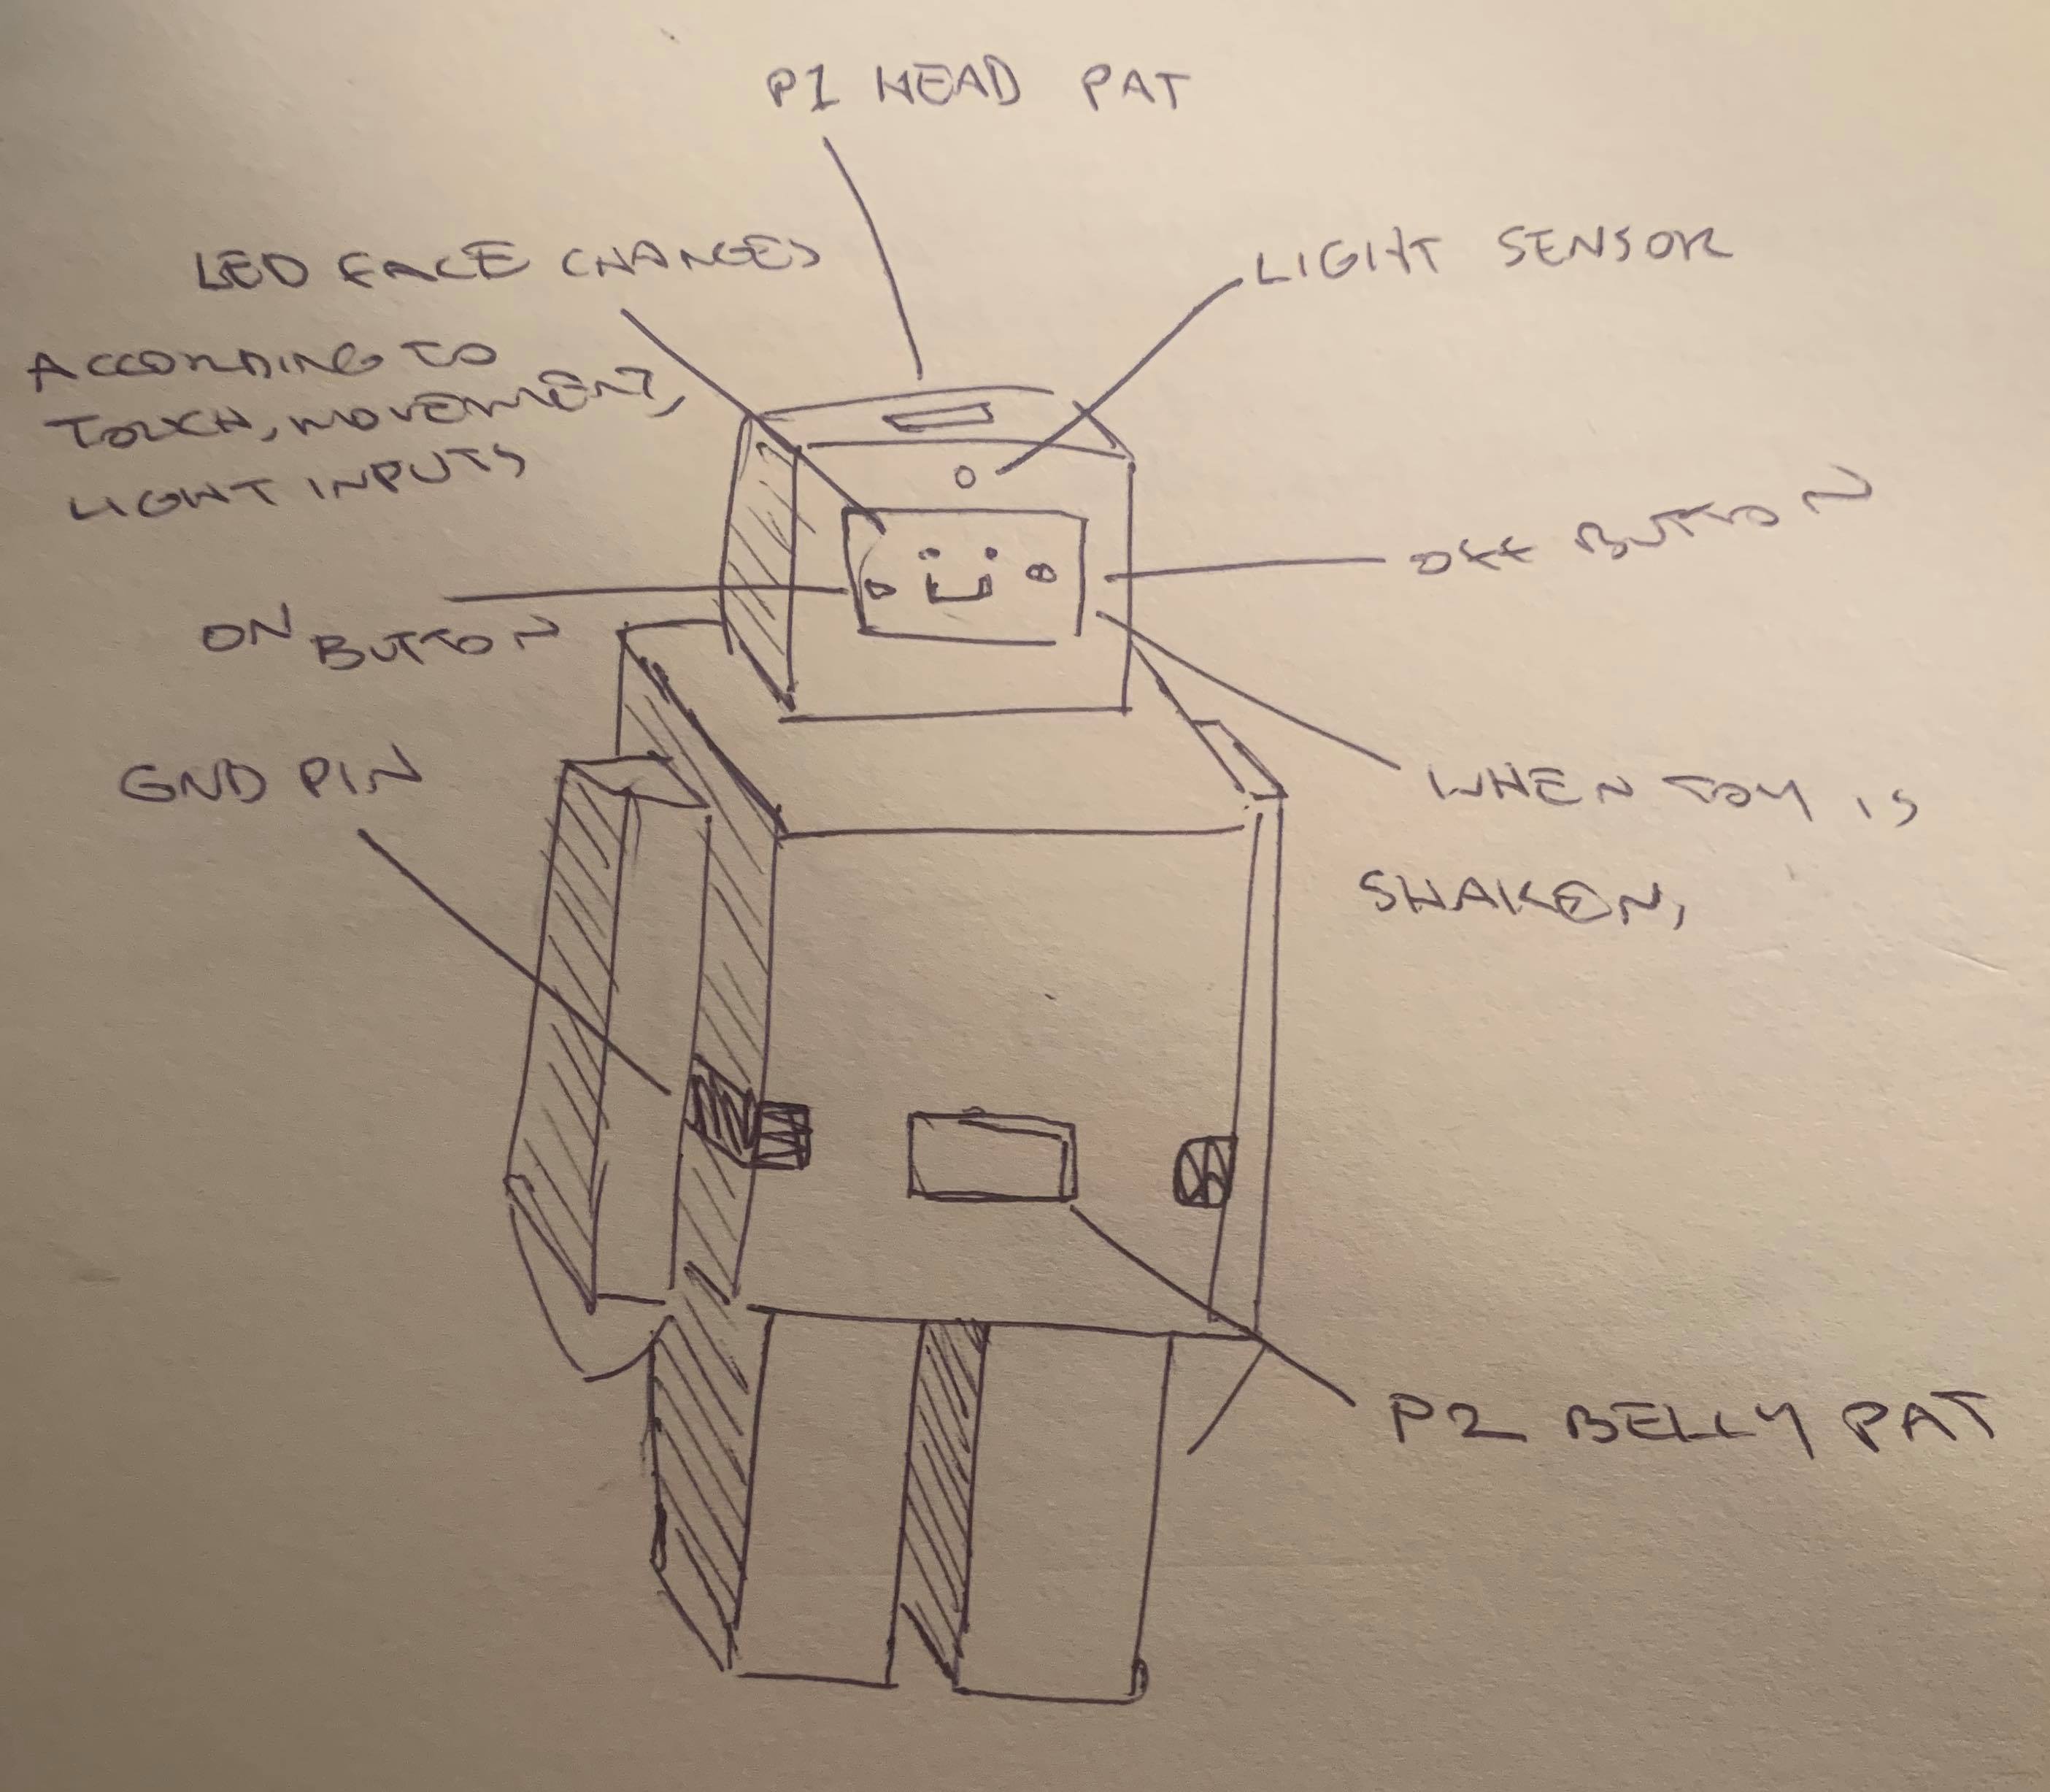 P1 HEAD PAT
LED FACE CHANGES
ACCORDING TO
TOUCH, MOVEMENT,
LIGHT INPUTS
LIGHT SENSOR
OFF BUTTON
ON BUTTON
GND PIN
WHEN TOY IS
SHAKEN,
P2 BELLY PAT